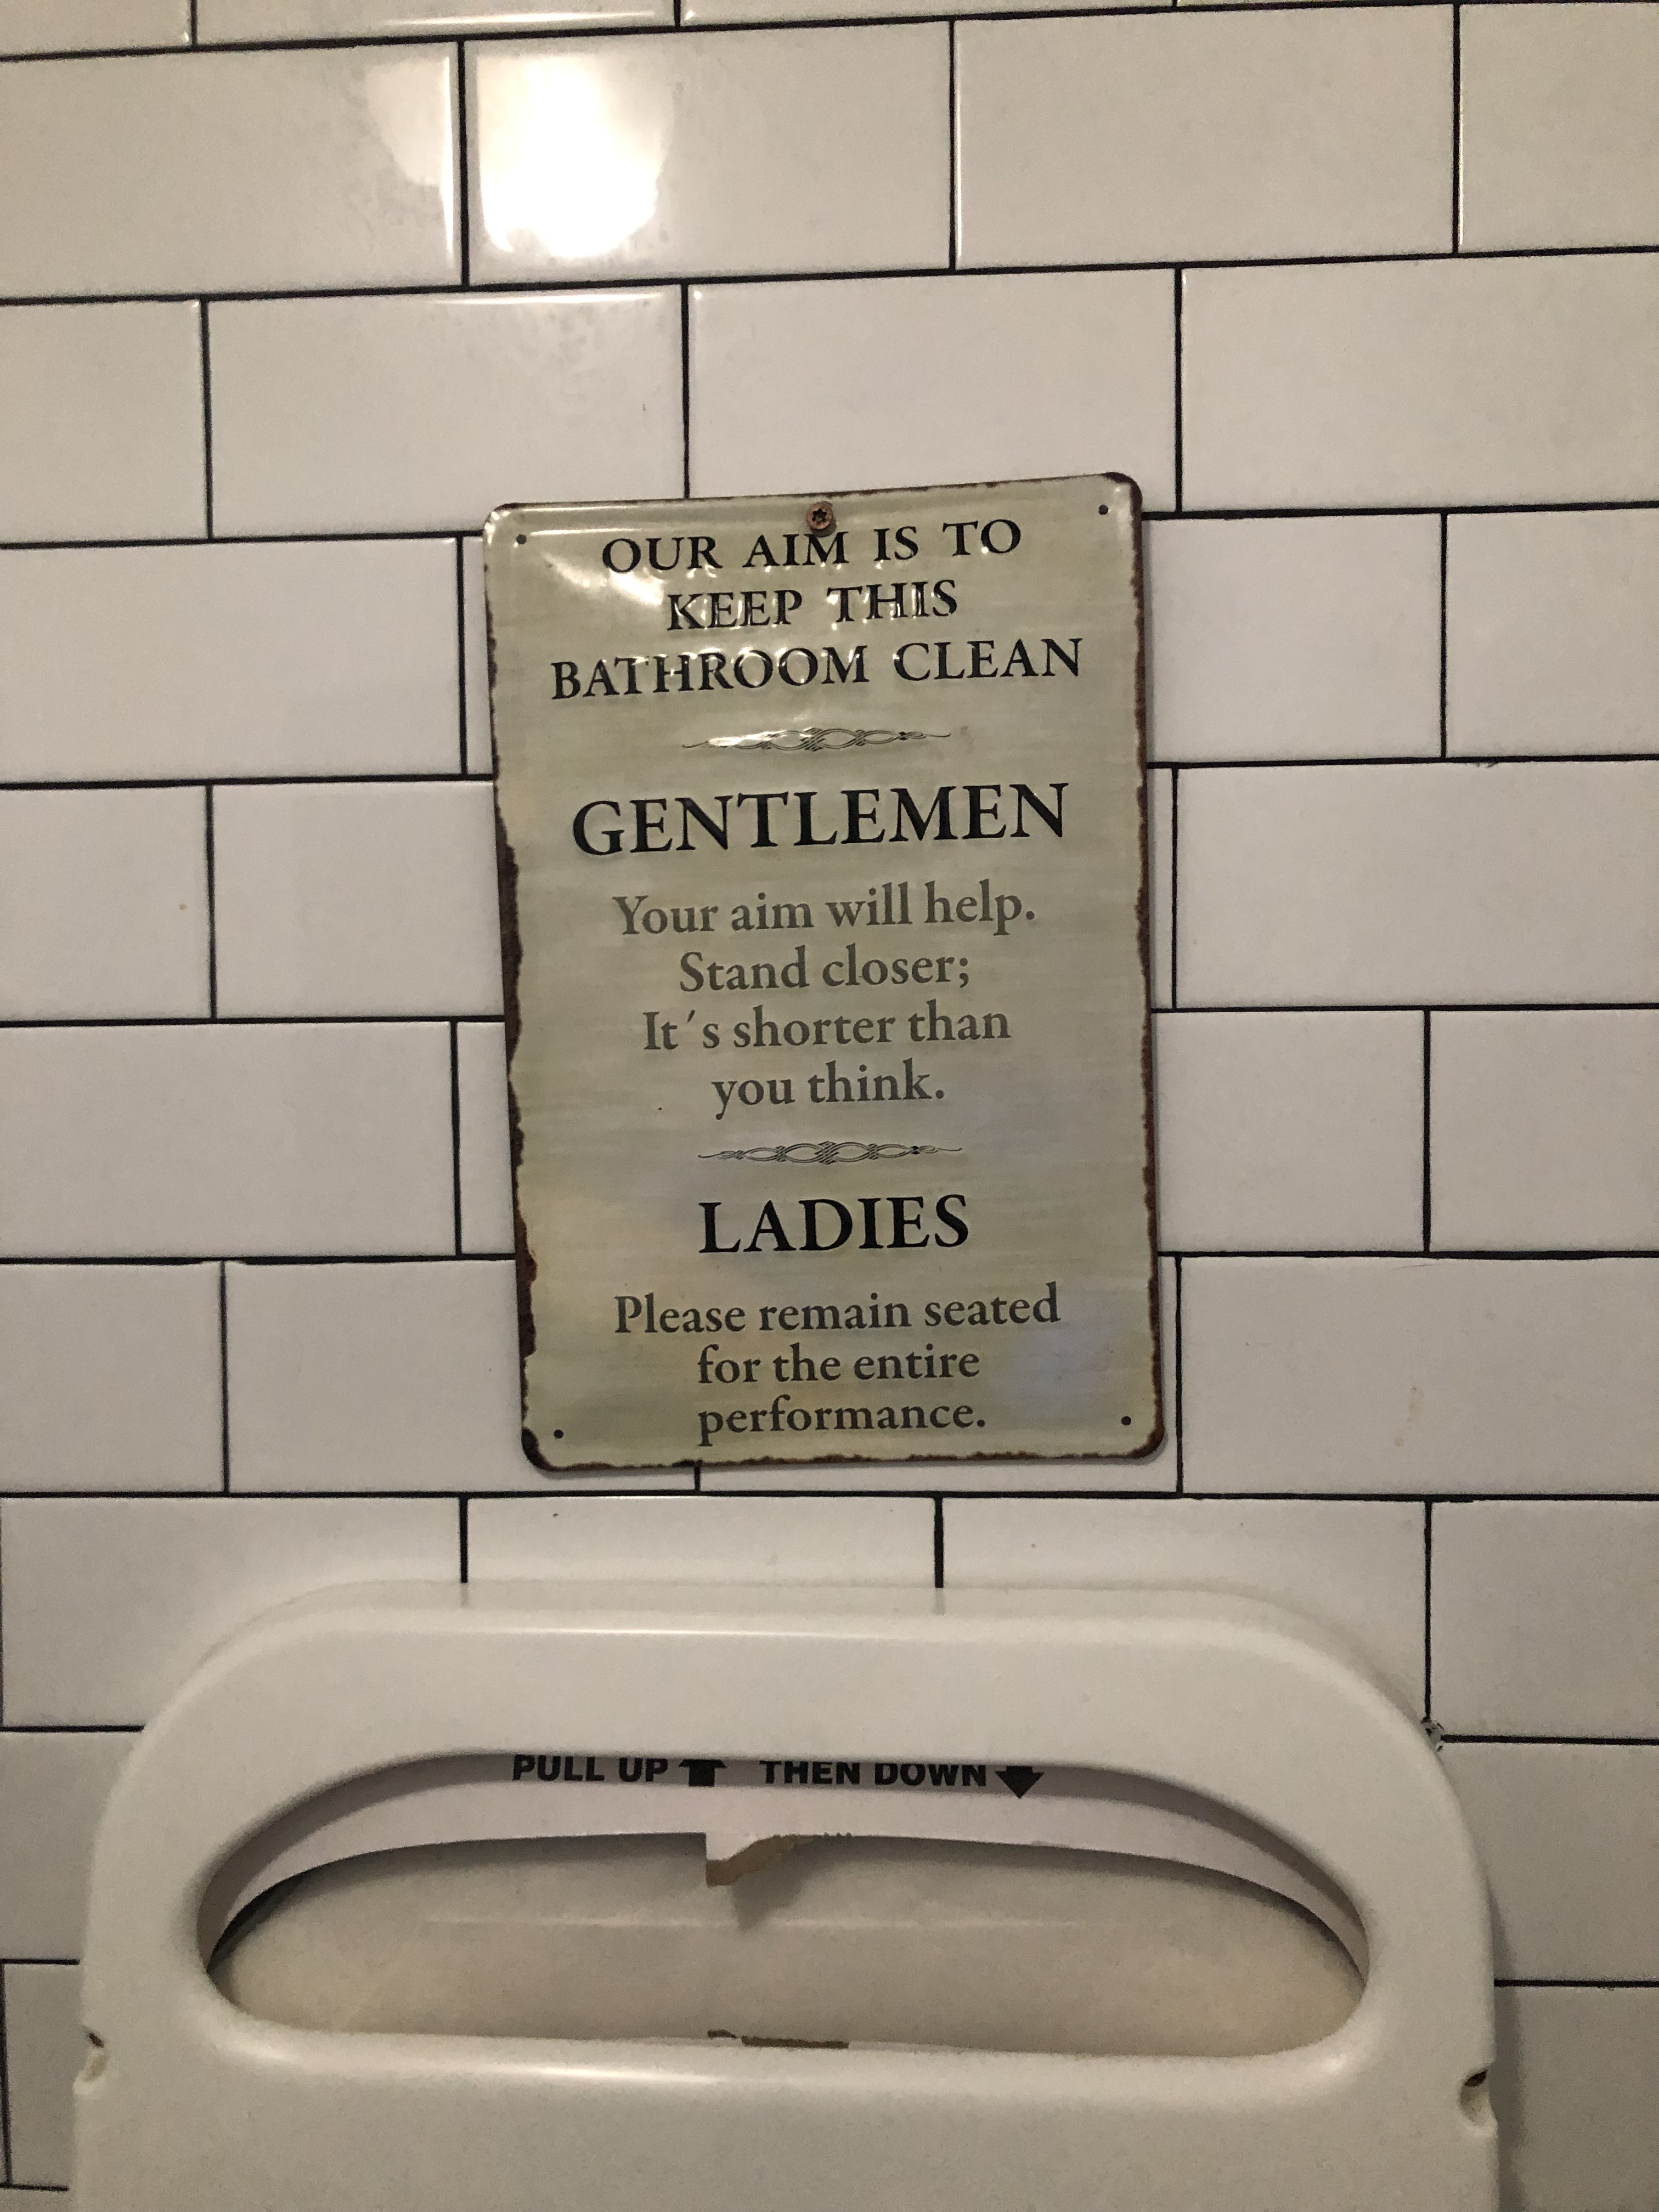 OUR AIM IS TO
KEEP THIS
BATHROOM CLEAN
GENTLEMEN
Your aim will help.
Stand closer;
It´s shorter than
you think.
LADIES
Please remain seated
for the entire
performance.
PULL UP THEN DOWN